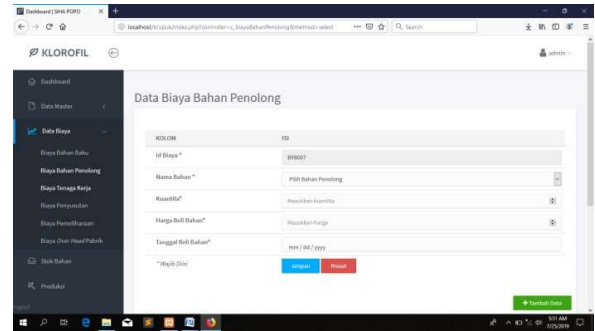 Dashboard | SHA POPO
localhost/krupuk/index.php?controller=c_biayaBahanPenolong&method=select
Search
KLOROFIL
admin
Dashboard
Data Biaya Bahan Penolong
Data Master
Data Biaya
KOLOM ISI
Biaya Bahan Baku
Id Biaya * BYB007
Biaya Bahan Penolong
Nama Bahan * Pilih Bahan Penolong
Biaya Tenaga Kerja
Kuantita* Masukkan kuantita
Biaya Penyusutan
Harga Beli Bahan* Masukkan harga
Biaya Pemeliharaan
Biaya Over Head Pabrik
Tanggal Beli Bahan* mm / dd / yyyy
Stok Bahan
* Wajib Diisi simpan Reset
Produksi
+ Tambah Data
5:51 AM
7/25/2019